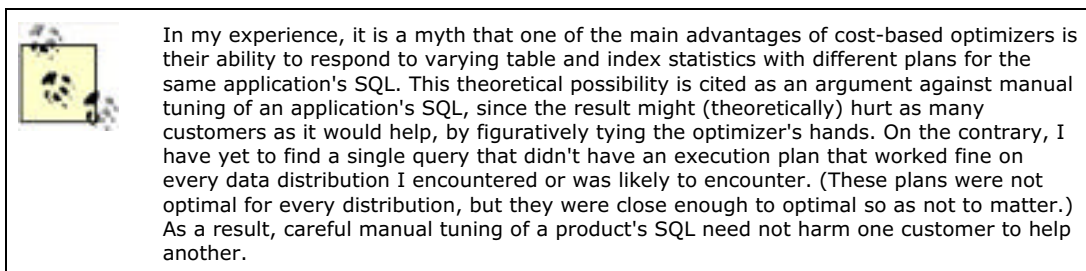 In my experience, it is a myth that one of the main advantages of cost-based optimizers is
their ability to respond to varying table and index statistics with different plans for the
same application's SQL. This theoretical possibility is cited as an argument against manual
tuning of an application's SQL, since the result might (theoretically) hurt as many
customers as it would help, by figuratively tying the optimizer's hands. On the contrary, I
have yet to find a single query that didn't have an execution plan that worked fine on
every data distribution I encountered or was likely to encounter. (These plans were not
optimal for every distribution, but they were close enough to optimal so as not to matter.)
As a result, careful manual tuning of a product's SQL need not harm one customer to help
another.